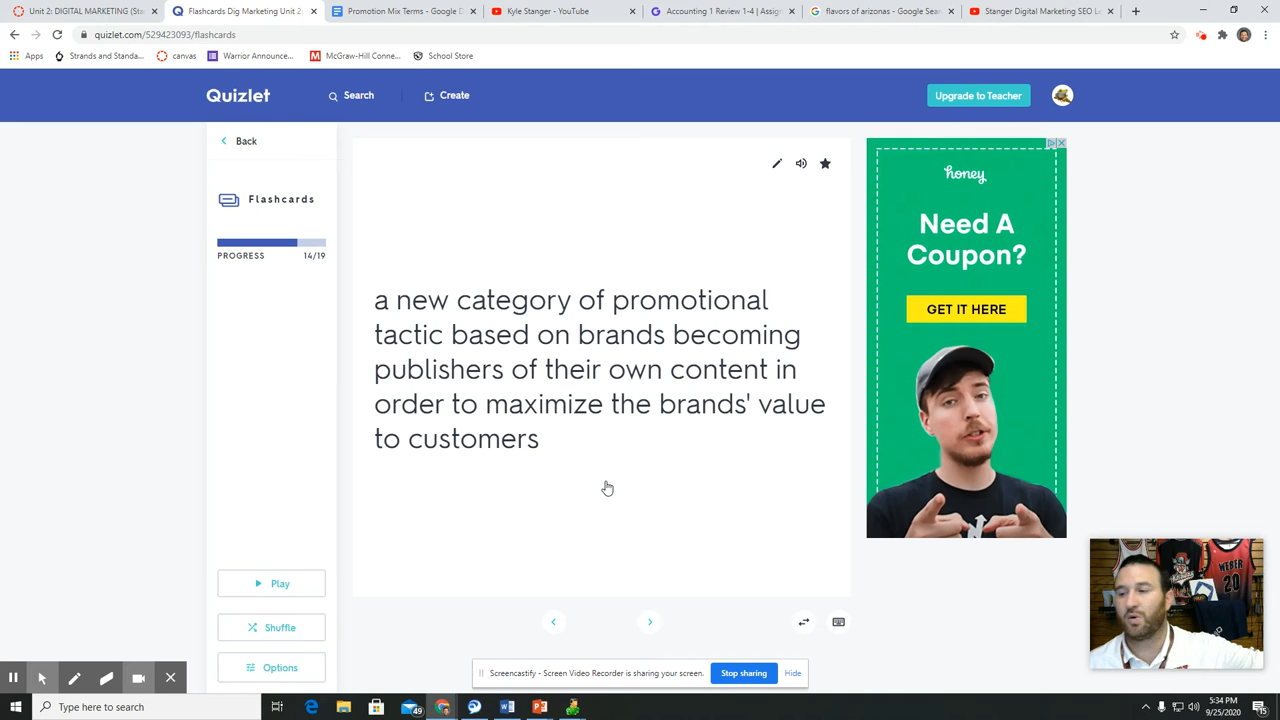 Unit 2: DIGITAL MARKETING (Sta
Flashcards Dig Marketing Unit 2:
Promotion Mix Terms - Google D
Kyle Stanger - YouTube
Accounting 1 Review 1-4 | Assig
flavors of arizonas - Google Sea
Stanger Digital Marketing SEO Le
quizlet.com/529423093/flashcards
Apps
Strands and Standa...
canvas
Warrior Announce...
McGraw-Hill Conne...
School Store
Quizlet
Search
Create
Upgrade to Teacher
Back
Flashcards
PROGRESS 14/19
a new category of promotional
tactic based on brands becoming
publishers of their own content in
order to maximize the brands' value
to customers
honey
Need A
Coupon?
GET IT HERE
Play
Shuffle
Options
WEBER
20
Screencastify - Screen Video Recorder is sharing your screen.
Stop sharing
Hide
Type here to search
49
5:34 PM
9/25/2020
15